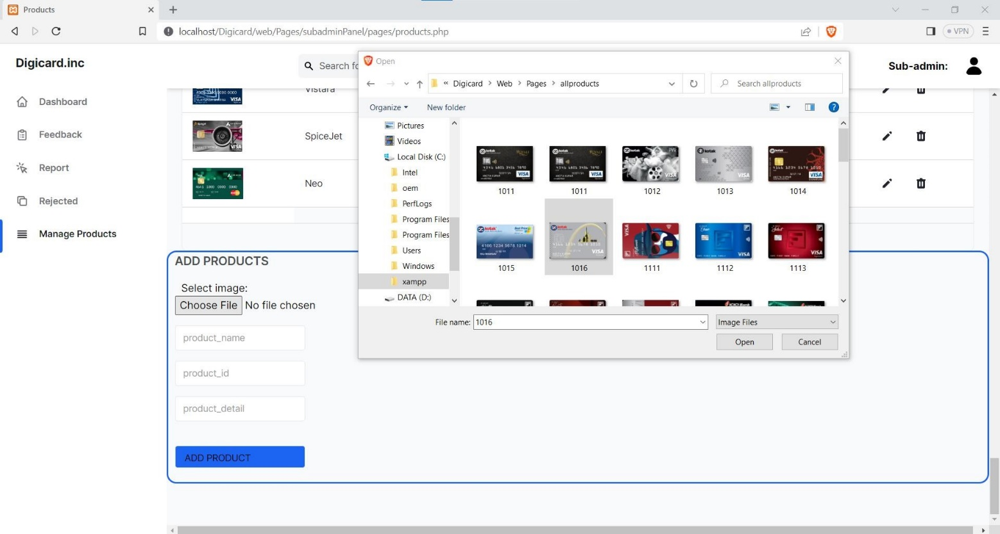 Products
localhost/Digicard/web/Pages/subadminPanel/pages/products.php
VPN
Digicard.inc
Search fo
Sub-admin:
Dashboard
Feedback
Report
Rejected
Manage Products
Vistara
SpiceJet
Neo
Open
« Digicard > Web > Pages > allproducts
Search allproducts
Organize
New folder
Pictures
Videos
Local Disk (C:)
Intel
oem
PerfLogs
Program Files
Program Files
Users
Windows
xampp
DATA (D:)
1011 1011 1012 1013 1014
1015 1016 1111 1112 1113
File name: 1016
Image Files
Open Cancel
ADD PRODUCTS
Select image:
Choose File No file chosen
product_name
product_id
product_detail
ADD PRODUCT